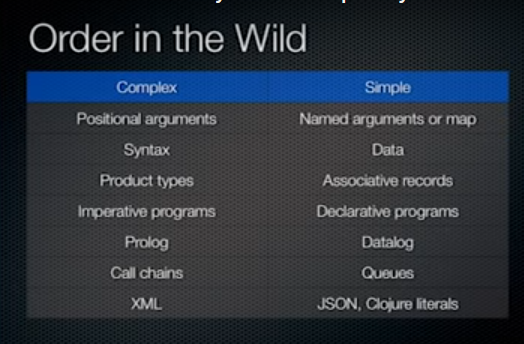 Order in the Wild
Complex Simple
Positional arguments Named arguments or map
Syntax Data
Product types Associative records
Imperative programs Declarative programs
Prolog Datalog
Call chains Queues
XML JSON, Clojure literals